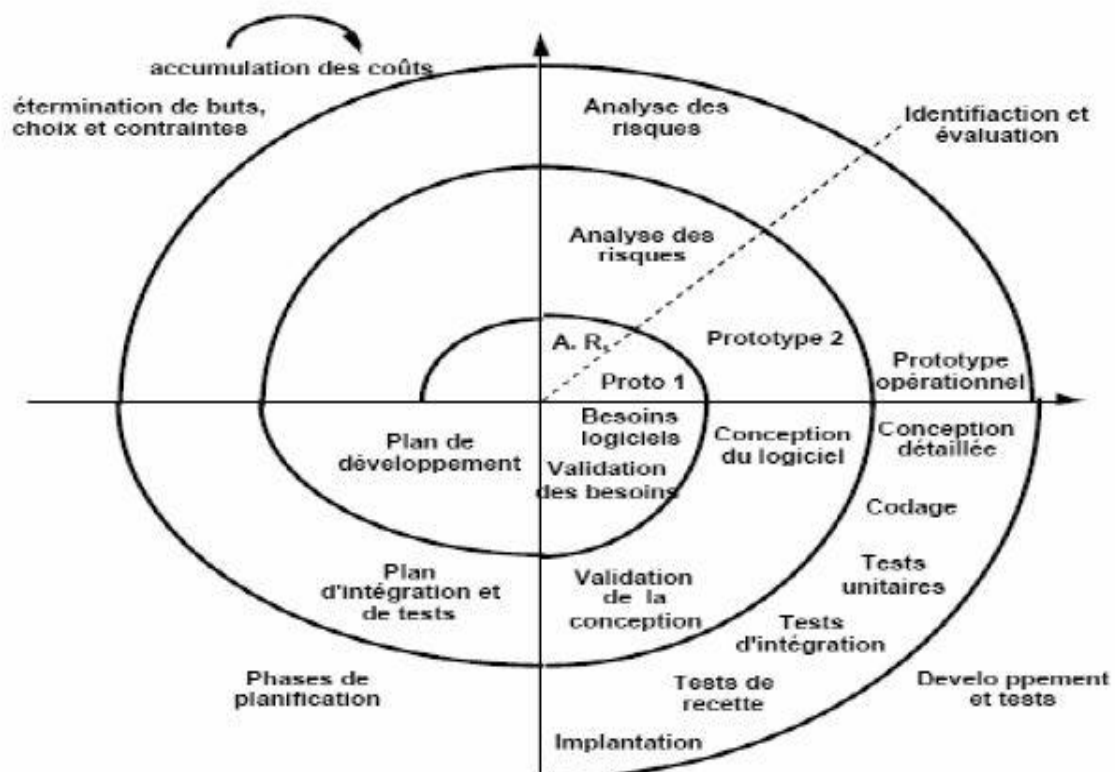 accumulation des coûts
étermination de buts,
choix et contraintes
Analyse des
risques
Identifiaction et
évaluation
Analyse des
risques
A. R.
Prototype 2
Proto 1
Prototype
opérationnel
Besoins
logiciels
Plan de
développement
Conception
du logiciel
Conception
détaillée
Validation
des besoins
Codage
Tests
unitaires
Plan
d'intégration et
de tests
Validation
de la
conception
Tests
d'intégration
Phases de
planification
Tests de
recette
Develo ppement
et tests
Implantation